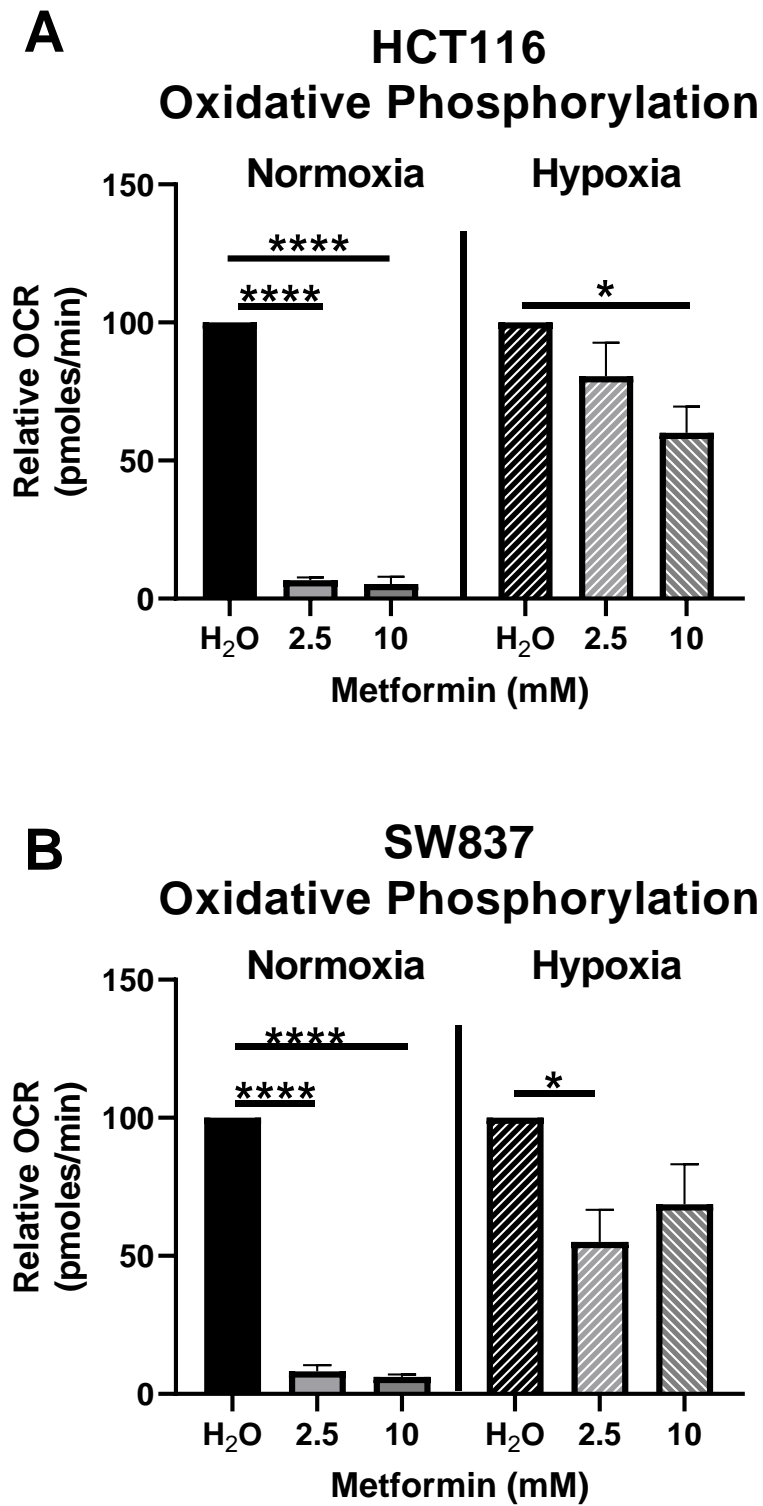 A
HCT116
Oxidative Phosphorylation
Normoxia
Hypoxia
Relative OCR
(pmoles/min)
150
100
50
0
****
****
*
H₂O 2.5 10 H₂O 2.5 10
Metformin (mM)
B
SW837
Oxidative Phosphorylation
Normoxia
Hypoxia
Relative OCR
(pmoles/min)
150
100
50
0
****
****
*
H₂O 2.5 10 H₂O 2.5 10
Metformin (mM)